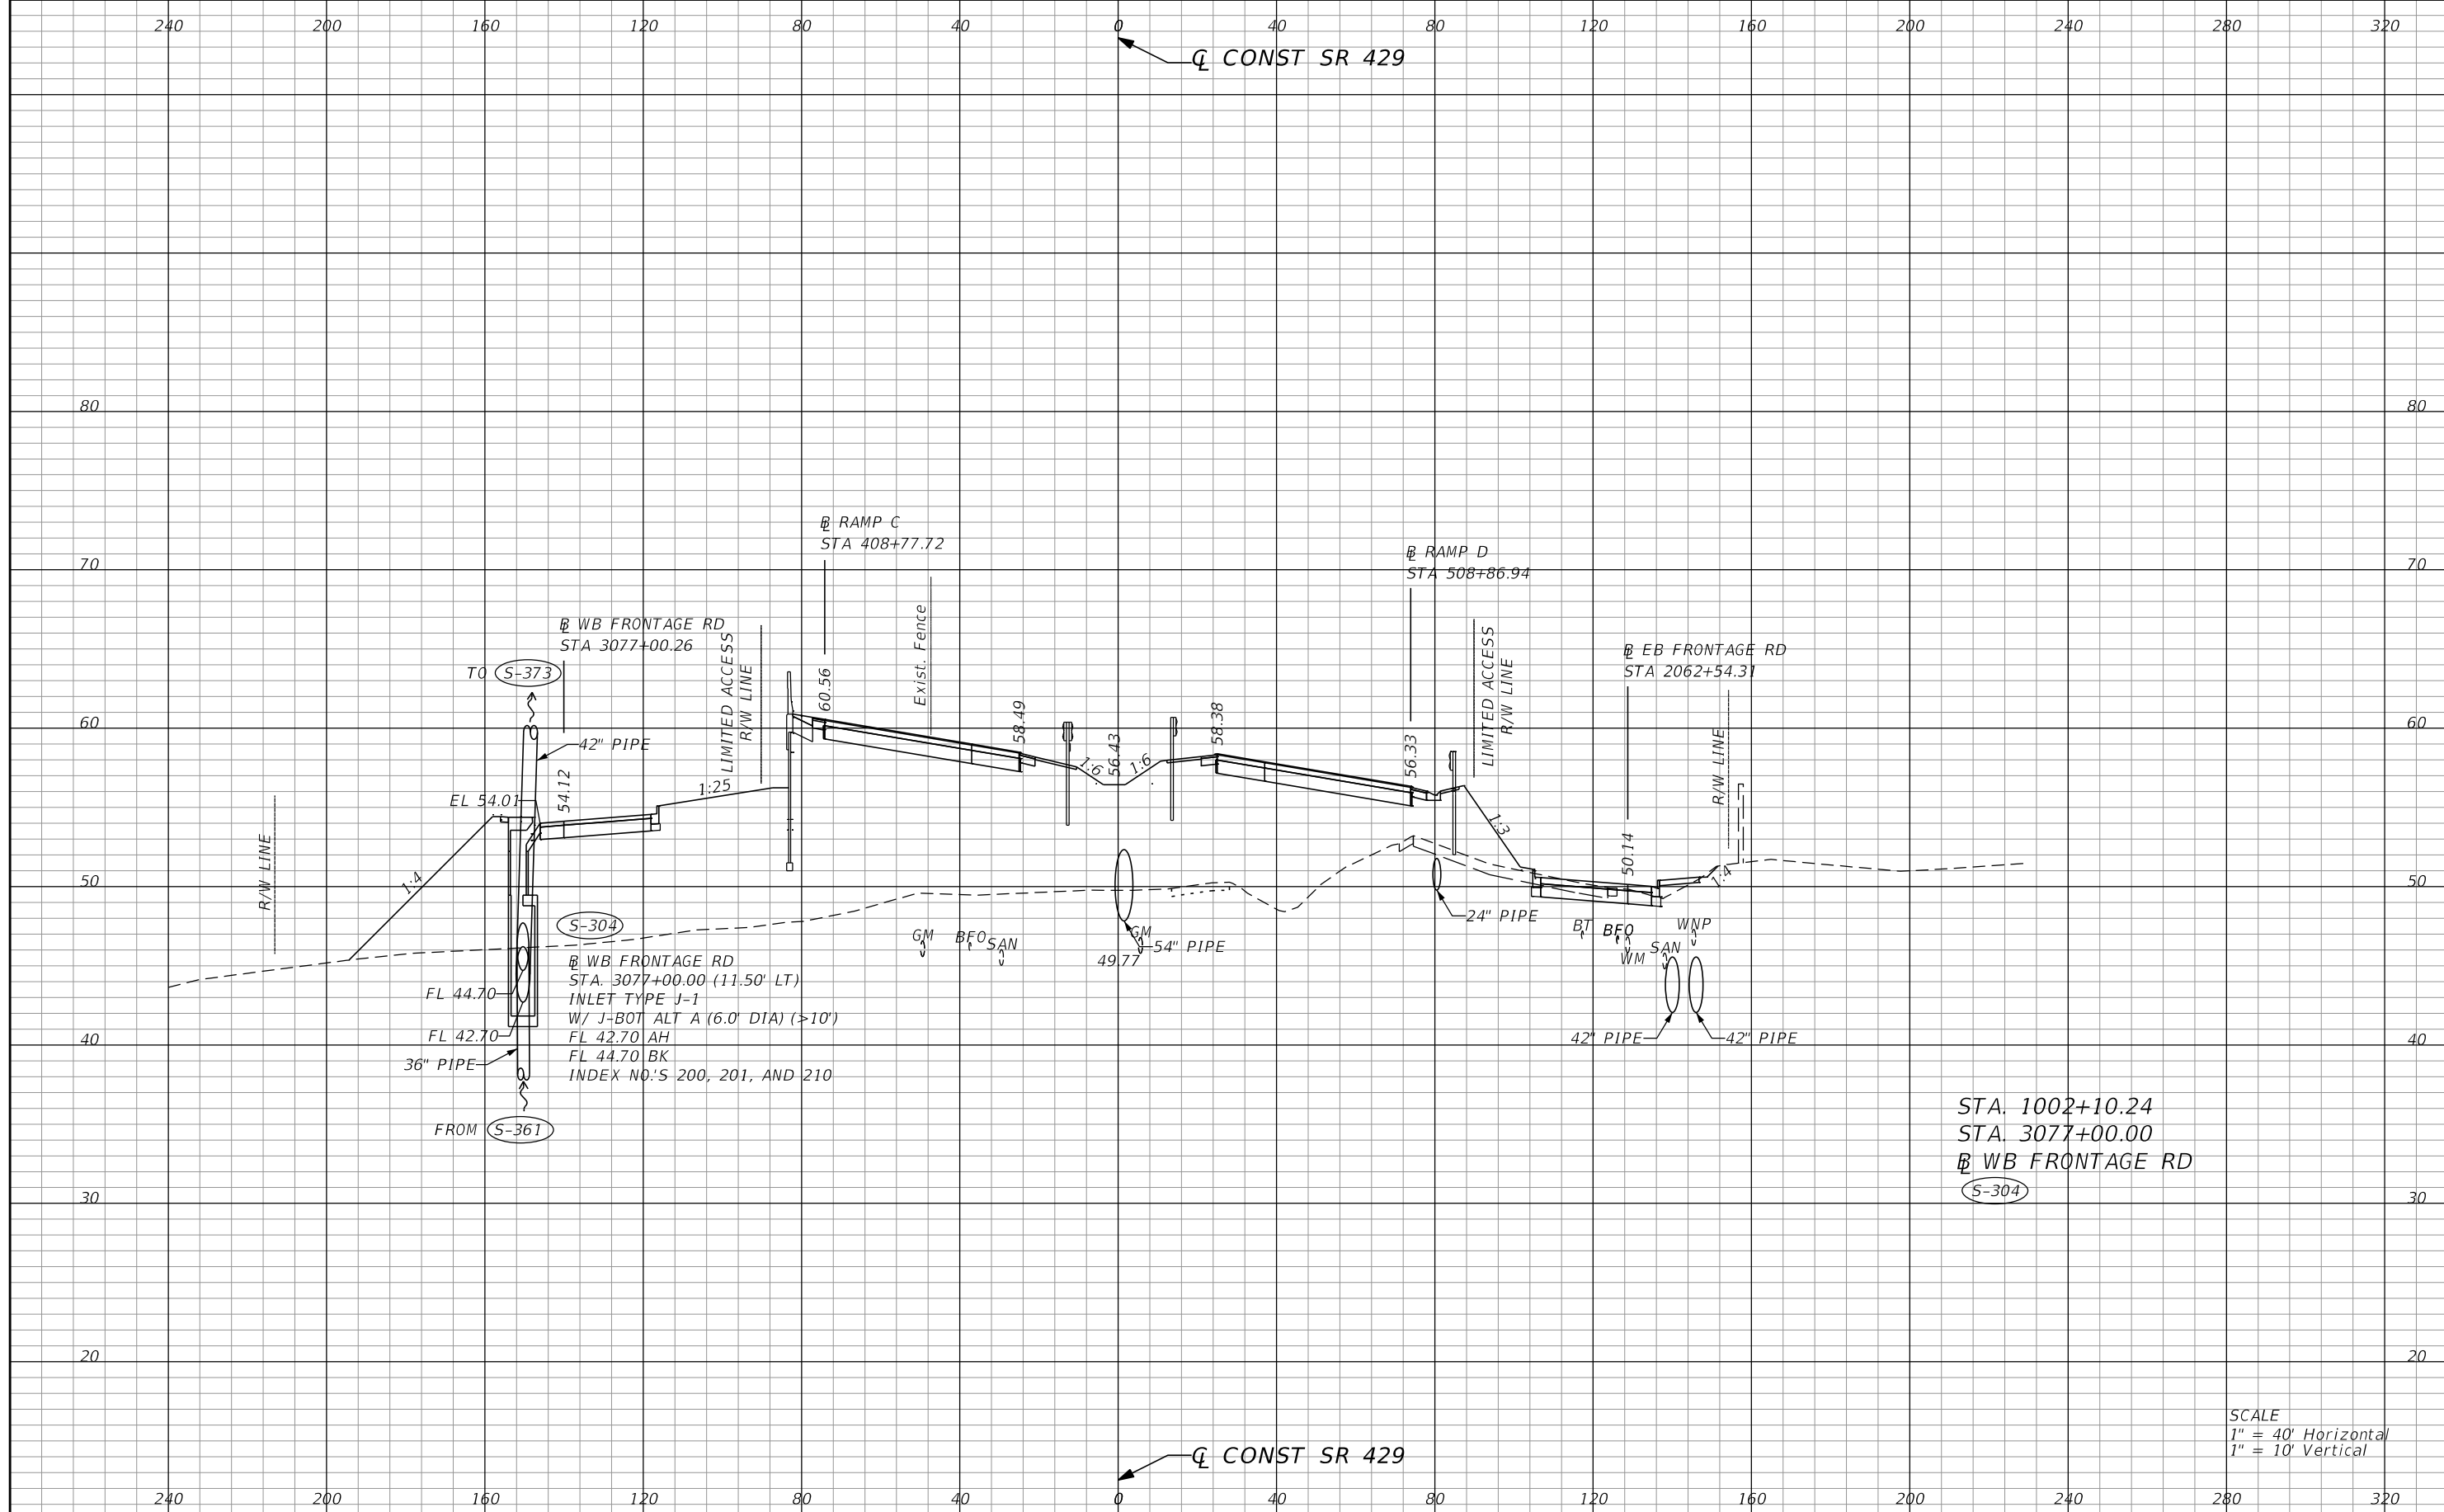 240 200 160 120 80 40 0 40 80 120 160 200 240 280 320
℄ CONST SR 429
80 80
70 70
60 60
50 50
40 40
30 30
20 20
R/W LINE
1:4
TO S-373
℄ WB FRONTAGE RD
STA 3077+00.26
42" PIPE
EL 54.01
54.12
1:25
LIMITED ACCESS
R/W LINE
℄ RAMP C
STA 408+77.72
60.56
Exist. Fence
58.49
1:6
56.43
1:6
58.38
℄ RAMP D
STA 508+86.94
56.33
LIMITED ACCESS
R/W LINE
1:3
℄ EB FRONTAGE RD
STA 2062+54.31
50.14
R/W LINE
1:4
S-304
℄ WB FRONTAGE RD
STA. 3077+00.00 (11.50' LT)
INLET TYPE J-1
W/ J-BOT ALT A (6.0' DIA) (>10')
FL 42.70 AH
FL 44.70 BK
INDEX NO.'S 200, 201, AND 210
FL 44.70
FL 42.70
36" PIPE
FROM S-361
GM
BFO
SAN
GM
54" PIPE
49.77
24" PIPE
BT
BFO
WM
SAN
WNP
42" PIPE
42" PIPE
STA. 1002+10.24
STA. 3077+00.00
℄ WB FRONTAGE RD
S-304
SCALE
1" = 40' Horizontal
1" = 10' Vertical
℄ CONST SR 429
240 200 160 120 80 40 0 40 80 120 160 200 240 280 320